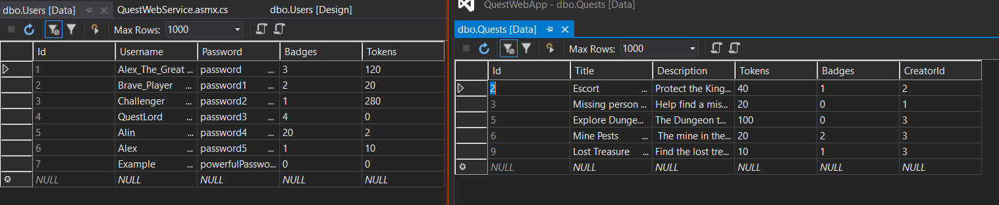 dbo.Users [Data] QuestWebService.asmx.cs dbo.Users [Design]
Max Rows: 1000
Id Username Password Badges Tokens
1 Alex_The_Great ... password ... 3 120
2 Brave_Player ... password1 ... 2 20
3 Challenger ... password2 ... 1 280
4 QuestLord ... password3 ... 4 0
5 Alin ... password4 ... 20 2
6 Alex ... password5 ... 1 10
7 Example ... powerfulPasswo... 0 0
NULL NULL NULL NULL NULL
QuestWebApp - dbo.Quests [Data]
dbo.Quests [Data]
Max Rows: 1000
Id Title Description Tokens Badges CreatorId
2 Escort ... Protect the King... 40 1 2
3 Missing person ... Help find a mis... 20 0 1
5 Explore Dunge... The Dungeon t... 100 0 3
6 Mine Pests ... The mine in the... 20 2 3
9 Lost Treasure ... Find the lost tre... 10 1 3
NULL NULL NULL NULL NULL NULL